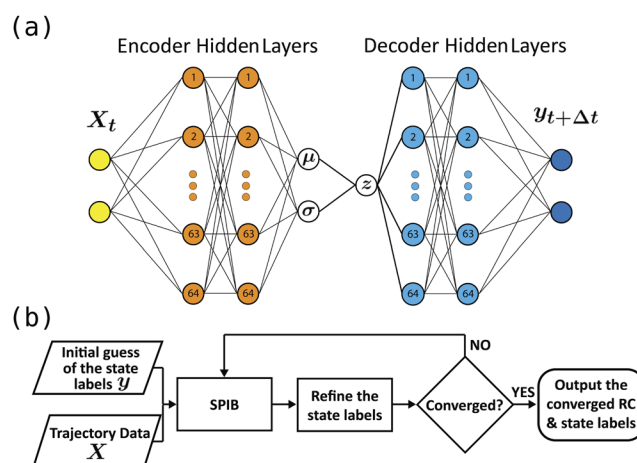 (a)
Encoder Hidden Layers
Decoder Hidden Layers
X_t
y_{t+Δt}
1 1 1 1
2 2 2 2
μ
σ
z
63 63 63 63
64 64 64 64
(b)
NO
Initial guess
of the state
labels y
Trajectory Data
X
SPIB
Refine the
state labels
Converged?
YES
Output the
converged RC
& state labels